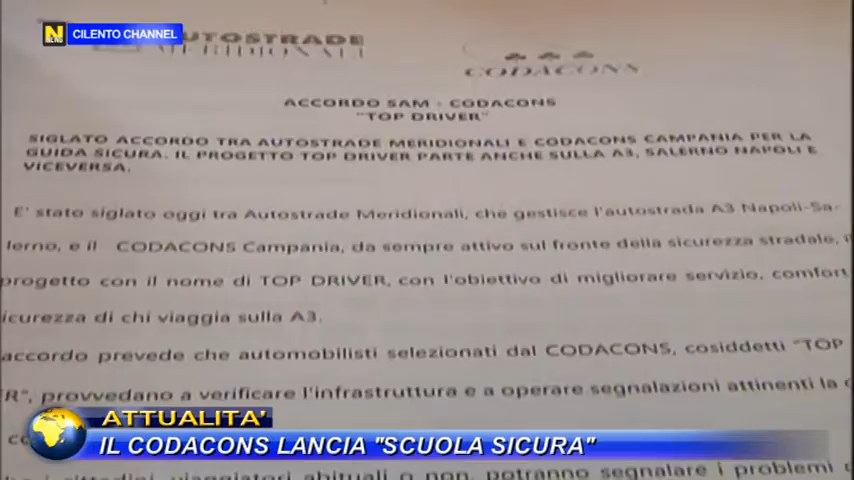 N
CILENTO CHANNEL
AUTOSTRADE
MERIDIONALI
CODACONS
ACCORDO SAM - CODACONS
"TOP DRIVER"
SIGLATO ACCORDO TRA AUTOSTRADE MERIDIONALI E CODACONS CAMPANIA PER LA
GUIDA SICURA. IL PROGETTO TOP DRIVER PARTE ANCHE SULLA A3, SALERNO NAPOLI E
VICEVERSA.
E' stato siglato oggi tra Autostrade Meridionali, che gestisce l'autostrada A3 Napoli-Sa-
lerno, e il CODACONS Campania, da sempre attivo sul fronte della sicurezza stradale,
progetto con il nome di TOP DRIVER, con l'obiettivo di migliorare servizio, comfort
icurezza di chi viaggia sulla A3.
accordo prevede che automobilisti selezionati dal CODACONS, cosiddetti "TOP
ER", provvedano a verificare l'infrastruttura e a operare segnalazioni attinenti la
ATTUALITA'
IL CODACONS LANCIA "SCUOLA SICURA"
i cittadini, viaggiatori abituali o non, potranno segnalare i problemi